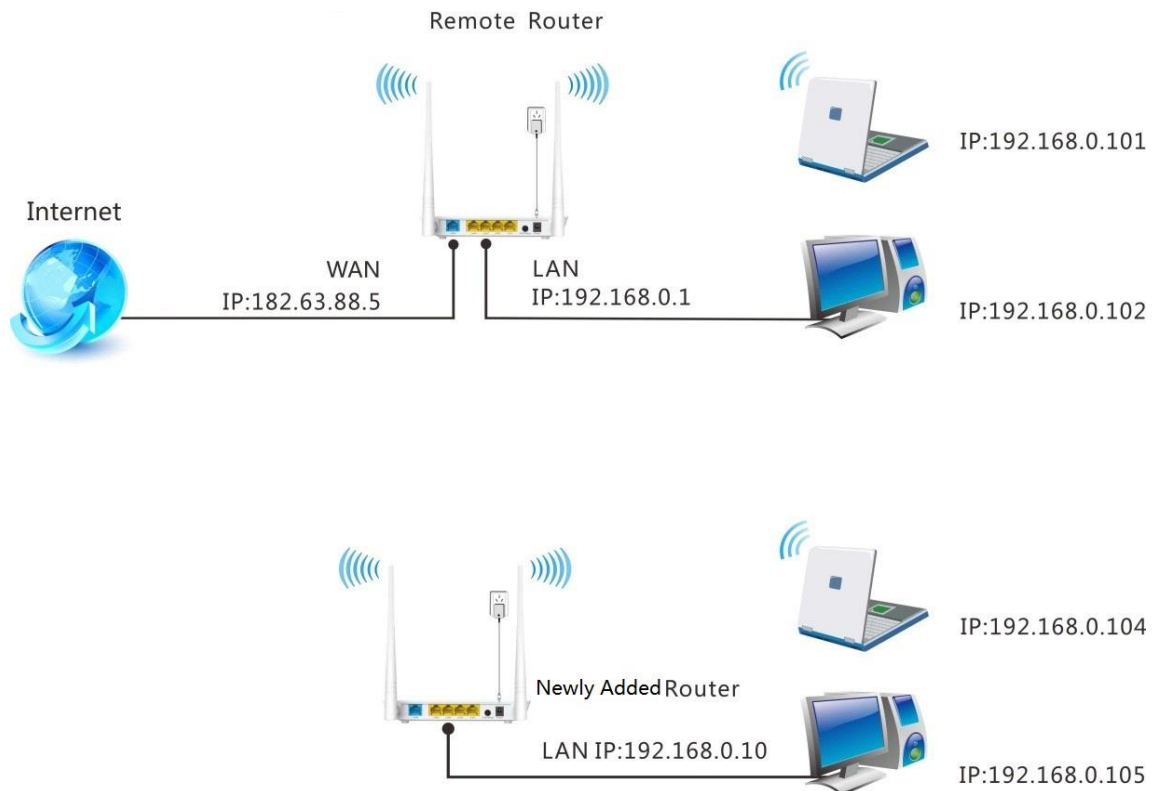 Remote Router
IP:192.168.0.101
Internet
WAN
IP:182.63.88.5
LAN
IP:192.168.0.1
IP:192.168.0.102
IP:192.168.0.104
Newly Added Router
LAN IP:192.168.0.10
IP:192.168.0.105